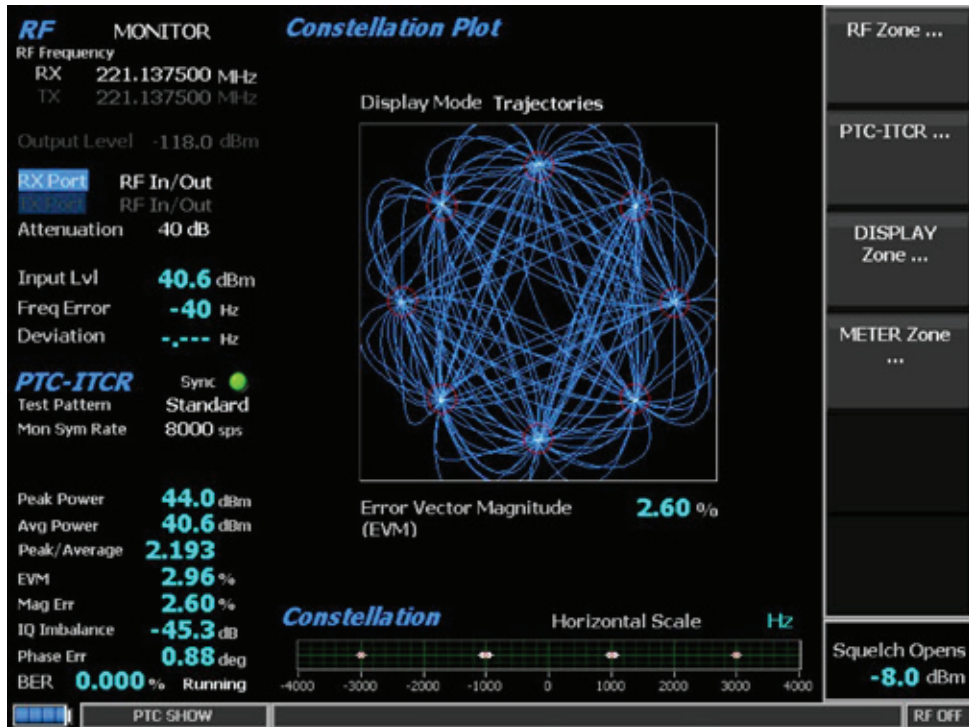 RF MONITOR
RF Frequency
RX 221.137500 MHz
TX 221.137500 MHz
Output Level -118.0 dBm
RX Port RF In/Out
TX Port RF In/Out
Attenuation 40 dB
Input Lvl 40.6 dBm
Freq Error -40 Hz
Deviation -.--- Hz
PTC-ITCR Sync
Test Pattern Standard
Mon Sym Rate 8000 sps
Peak Power 44.0 dBm
Avg Power 40.6 dBm
Peak/Average 2.193
EVM 2.96 %
Mag Err 2.60 %
IQ Imbalance -45.3 dB
Phase Err 0.88 deg
BER 0.000 % Running
Constellation Plot
Display Mode Trajectories
Error Vector Magnitude 2.60 %
(EVM)
Constellation Horizontal Scale Hz
-4000 -3000 -2000 -1000 0 1000 2000 3000 4000
RF Zone ...
PTC-ITCR ...
DISPLAY
Zone ...
METER Zone
...
Squelch Opens
-8.0 dBm
PTC SHOW
RF OFF